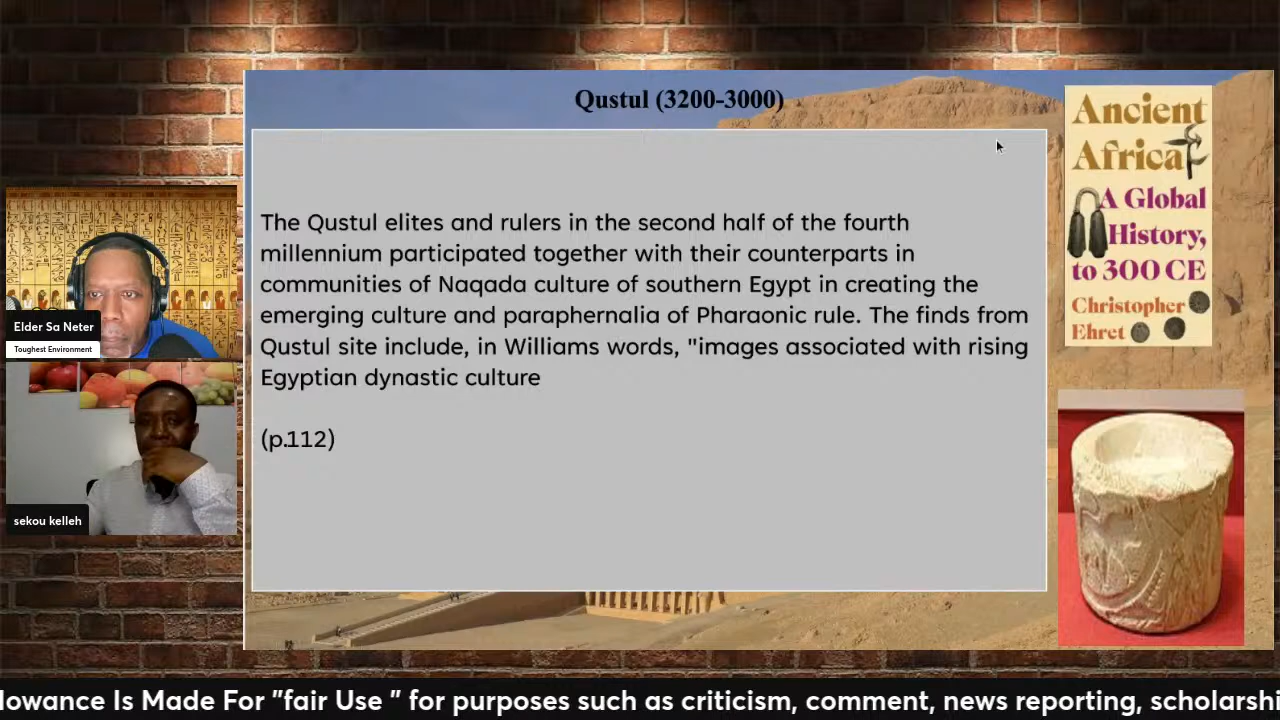 Qustul (3200-3000)
The Qustul elites and rulers in the second half of the fourth
millennium participated together with their counterparts in
communities of Naqada culture of southern Egypt in creating the
emerging culture and paraphernalia of Pharaonic rule. The finds from
Qustul site include, in Williams words, "images associated with rising
Egyptian dynastic culture
(p.112)
Ancient
Africa
A Global
History,
to 300 CE
Christopher
Ehret
Elder Sa Neter
Toughest Environment
sekou kelleh
lowance Is Made For "fair Use " for purposes such as criticism, comment, news reporting, scholarshi